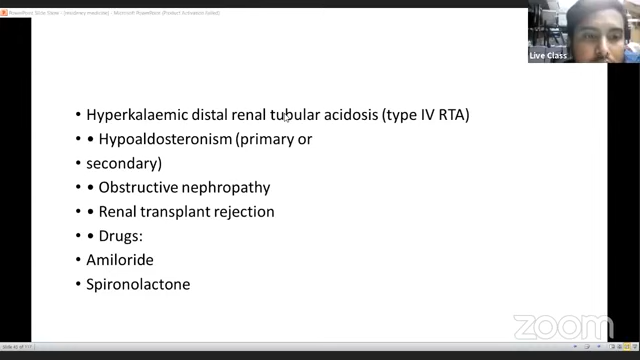 PowerPoint Slide Show - [modinary medicine] - Microsoft PowerPoint (Product Activation Failed)
Live Class
• Hyperkalaemic distal renal tubular acidosis (type IV RTA)
• • Hypoaldosteronism (primary or
• secondary)
• • Obstructive nephropathy
• • Renal transplant rejection
• • Drugs:
• Amiloride
• Spironolactone
zoom